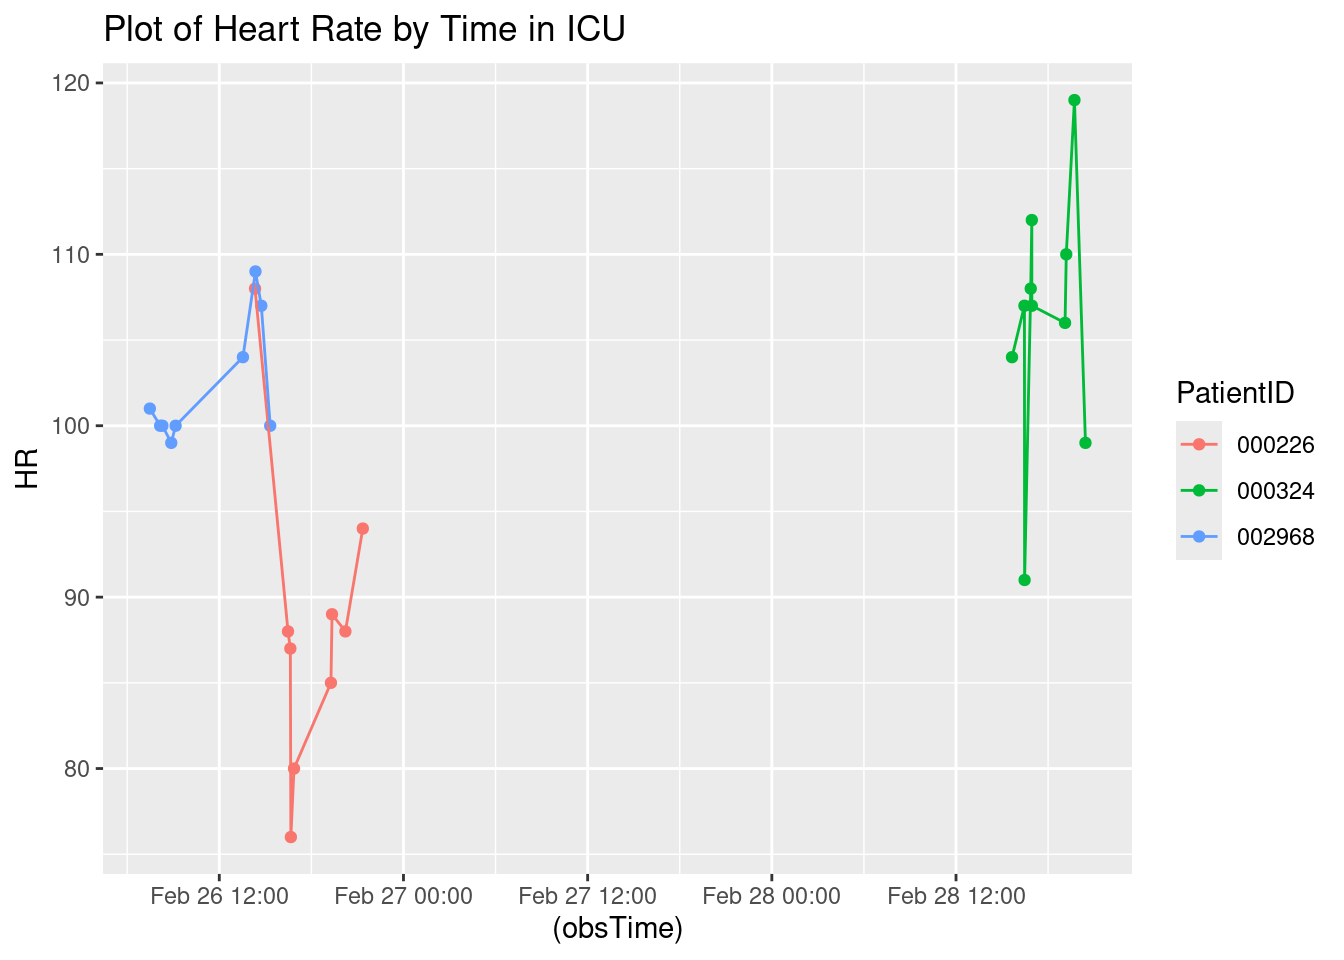 Plot of Heart Rate by Time in ICU
120
110
100
90
80
HR
Feb 26 12:00
Feb 27 00:00
Feb 27 12:00
Feb 28 00:00
Feb 28 12:00
(obsTime)
PatientID
000226
000324
002968